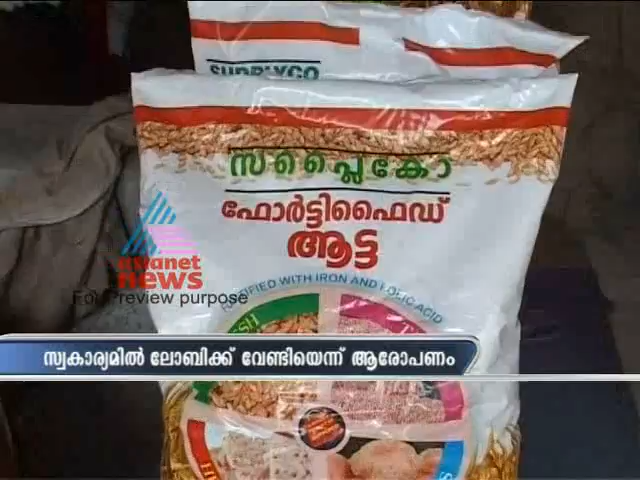 SUPPLYCO
സപ്ലൈകോ
ഫോർട്ടിഫൈഡ്
ആട്ട
FORTIFIED WITH IRON AND FOLIC ACID
asianet
news
For Preview purpose
സ്വകാര്യമിൽ ലോബിക്ക് വേണ്ടിയെന്ന് ആരോപണം